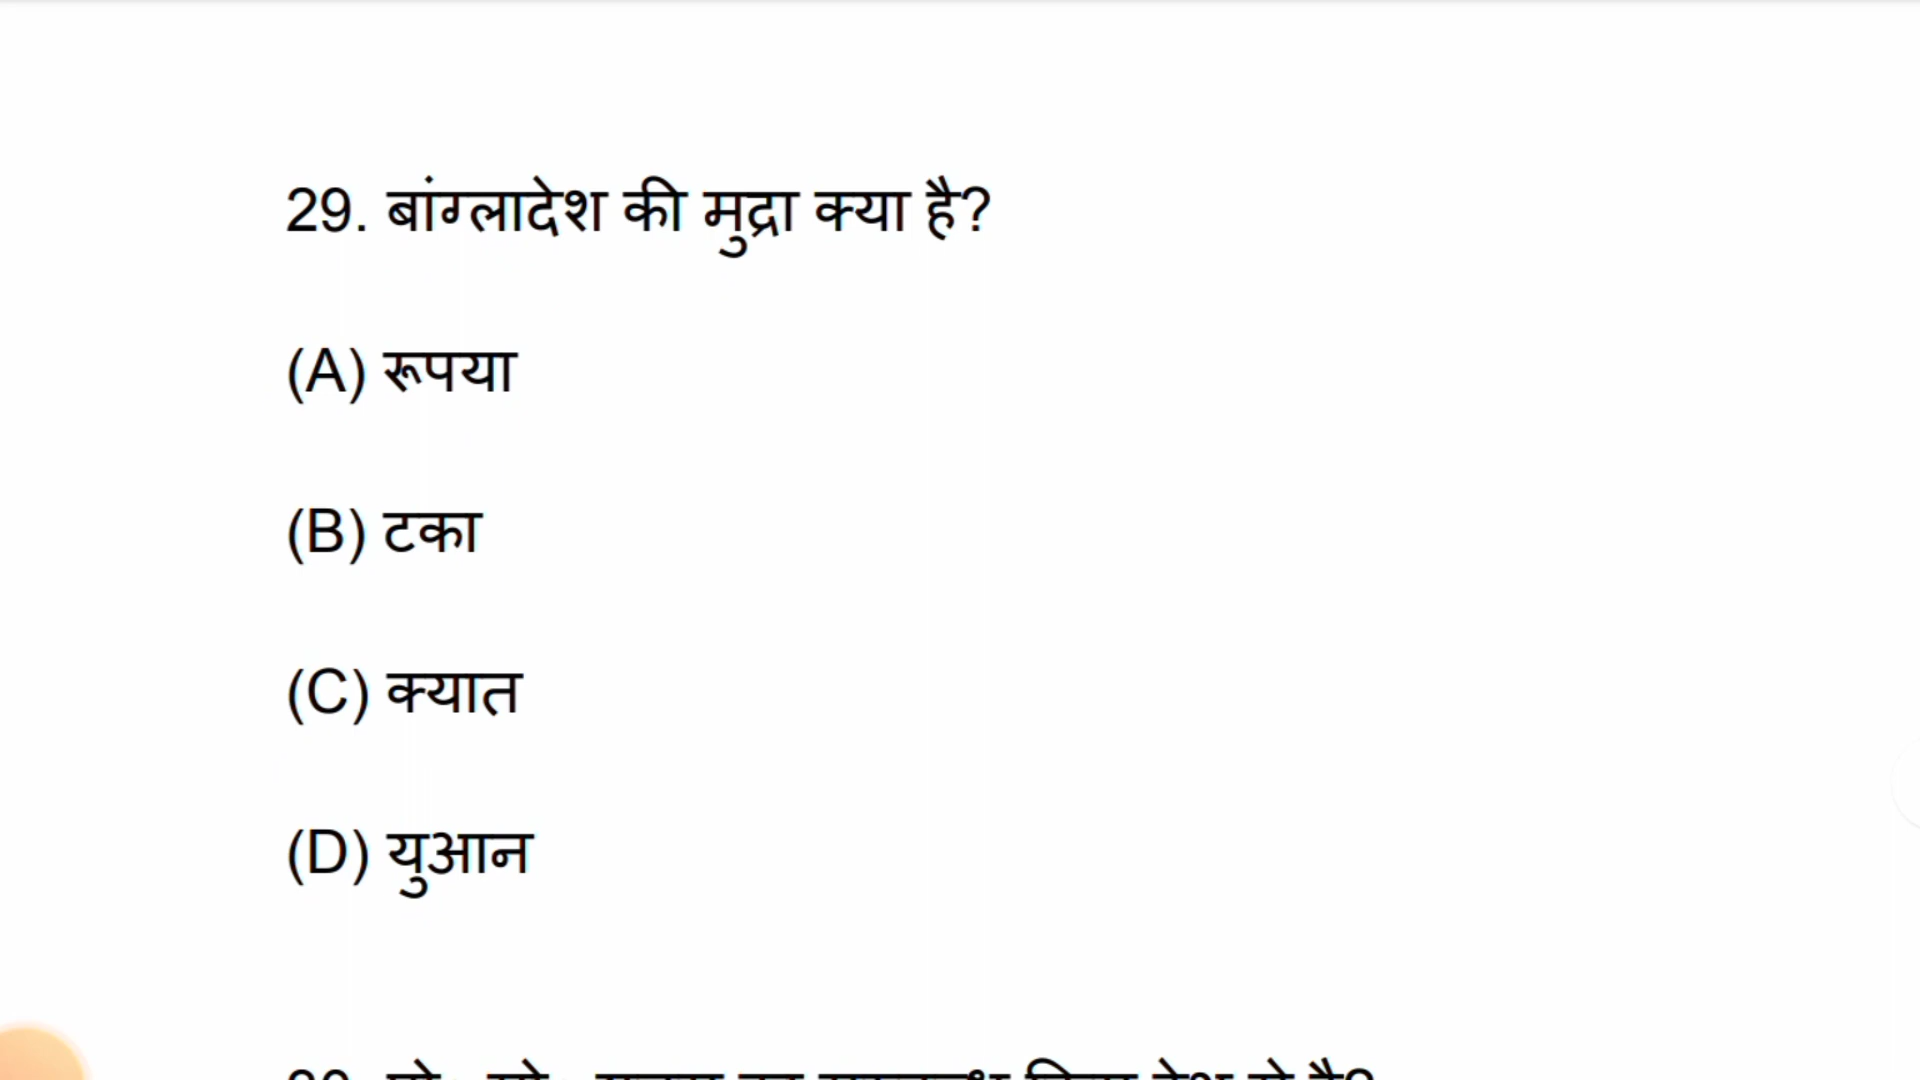 29. बांग्लादेश की मुद्रा क्या है?
(A) रूपया
(B) टका
(C) क्यात
(D) युआन